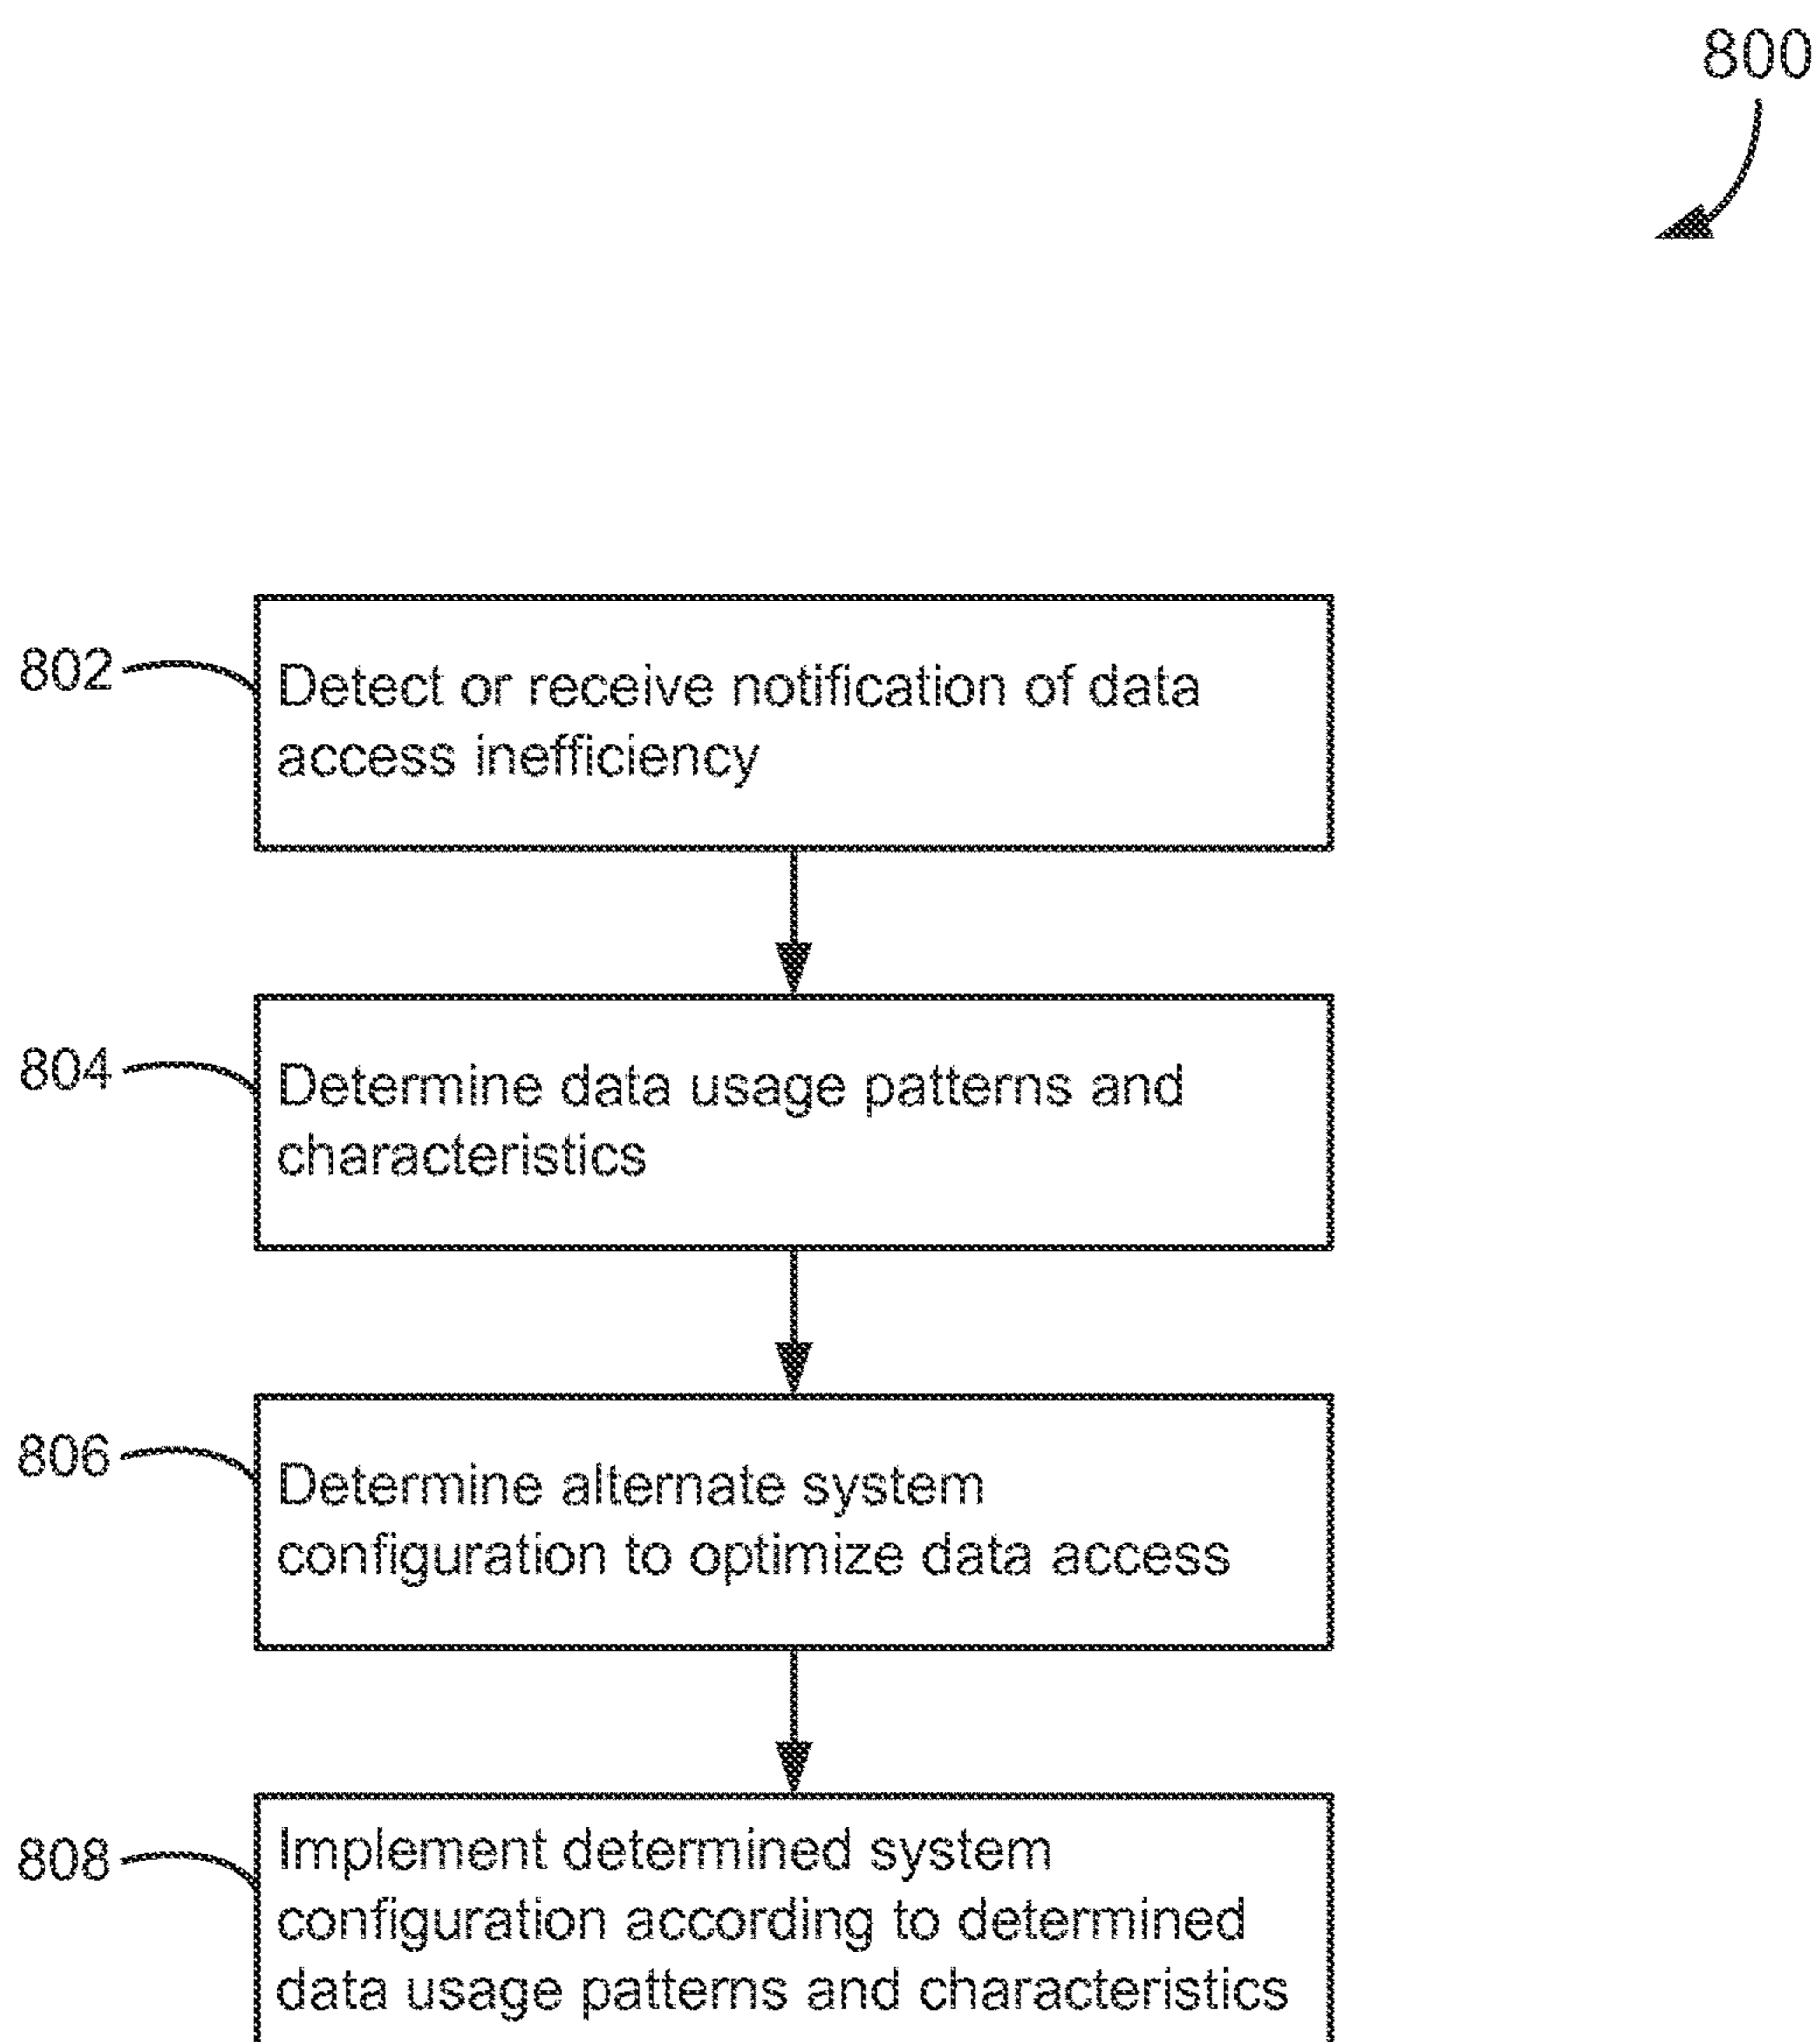 800
802
Detect or receive notification of data
access inefficiency
804
Determine data usage patterns and
characteristics
806
Determine alternate system
configuration to optimize data access
808
Implement determined system
configuration according to determined
data usage patterns and characteristics